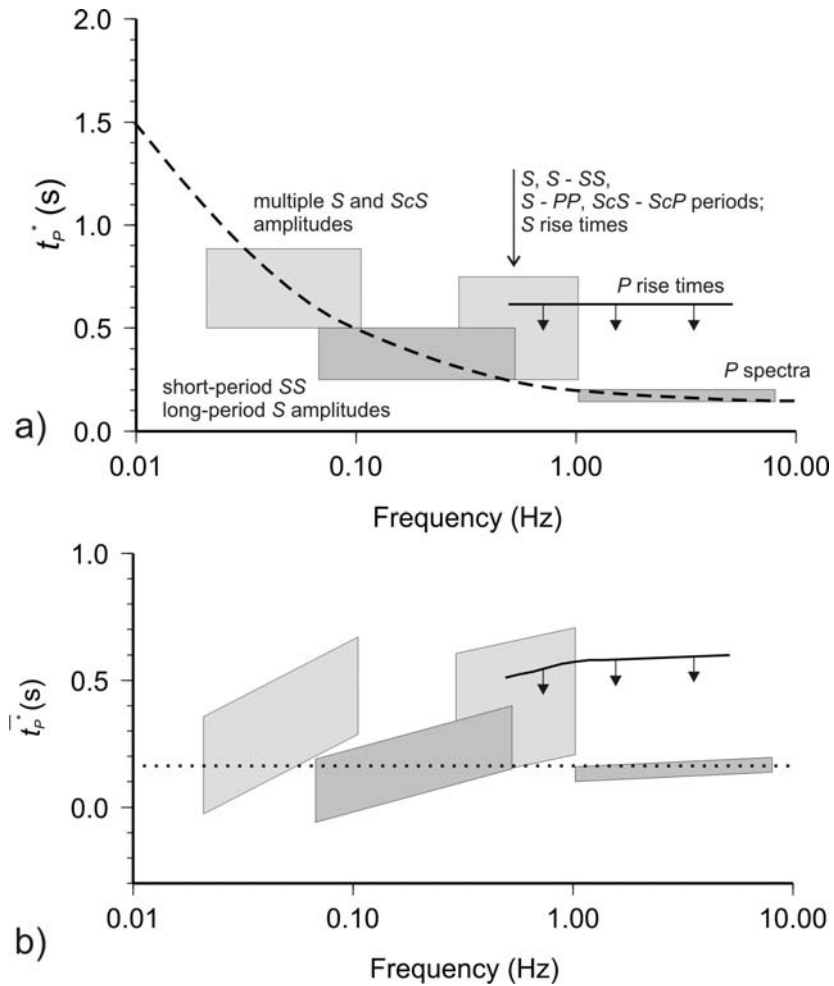 2.0
1.5
1.0
0.5
0.0
t_P^* (s)
multiple S and ScS
amplitudes
S, S - SS,
S - PP, ScS - ScP periods;
S rise times
P rise times
P spectra
short-period SS
long-period S amplitudes
a)
0.01
0.10
1.00
10.00
Frequency (Hz)
1.0
0.5
0.0
t̅_P^* (s)
b)
0.01
0.10
1.00
10.00
Frequency (Hz)